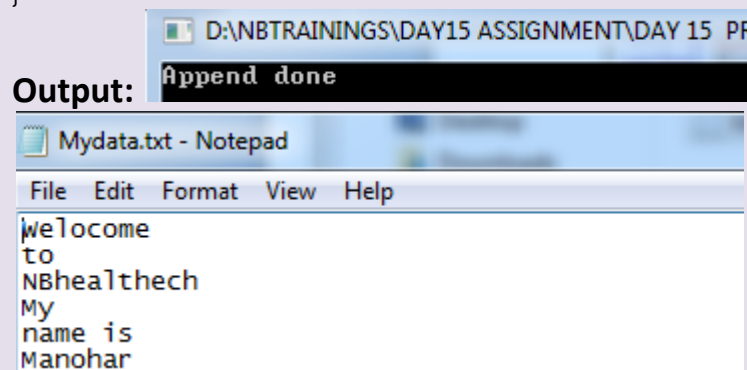 }
D:\NBTRAININGS\DAY15 ASSIGNMENT\DAY 15 PR
Output:
Append done
Mydata.txt - Notepad
File Edit Format View Help
Welocome
to
NBhealthech
My
name is
Manohar